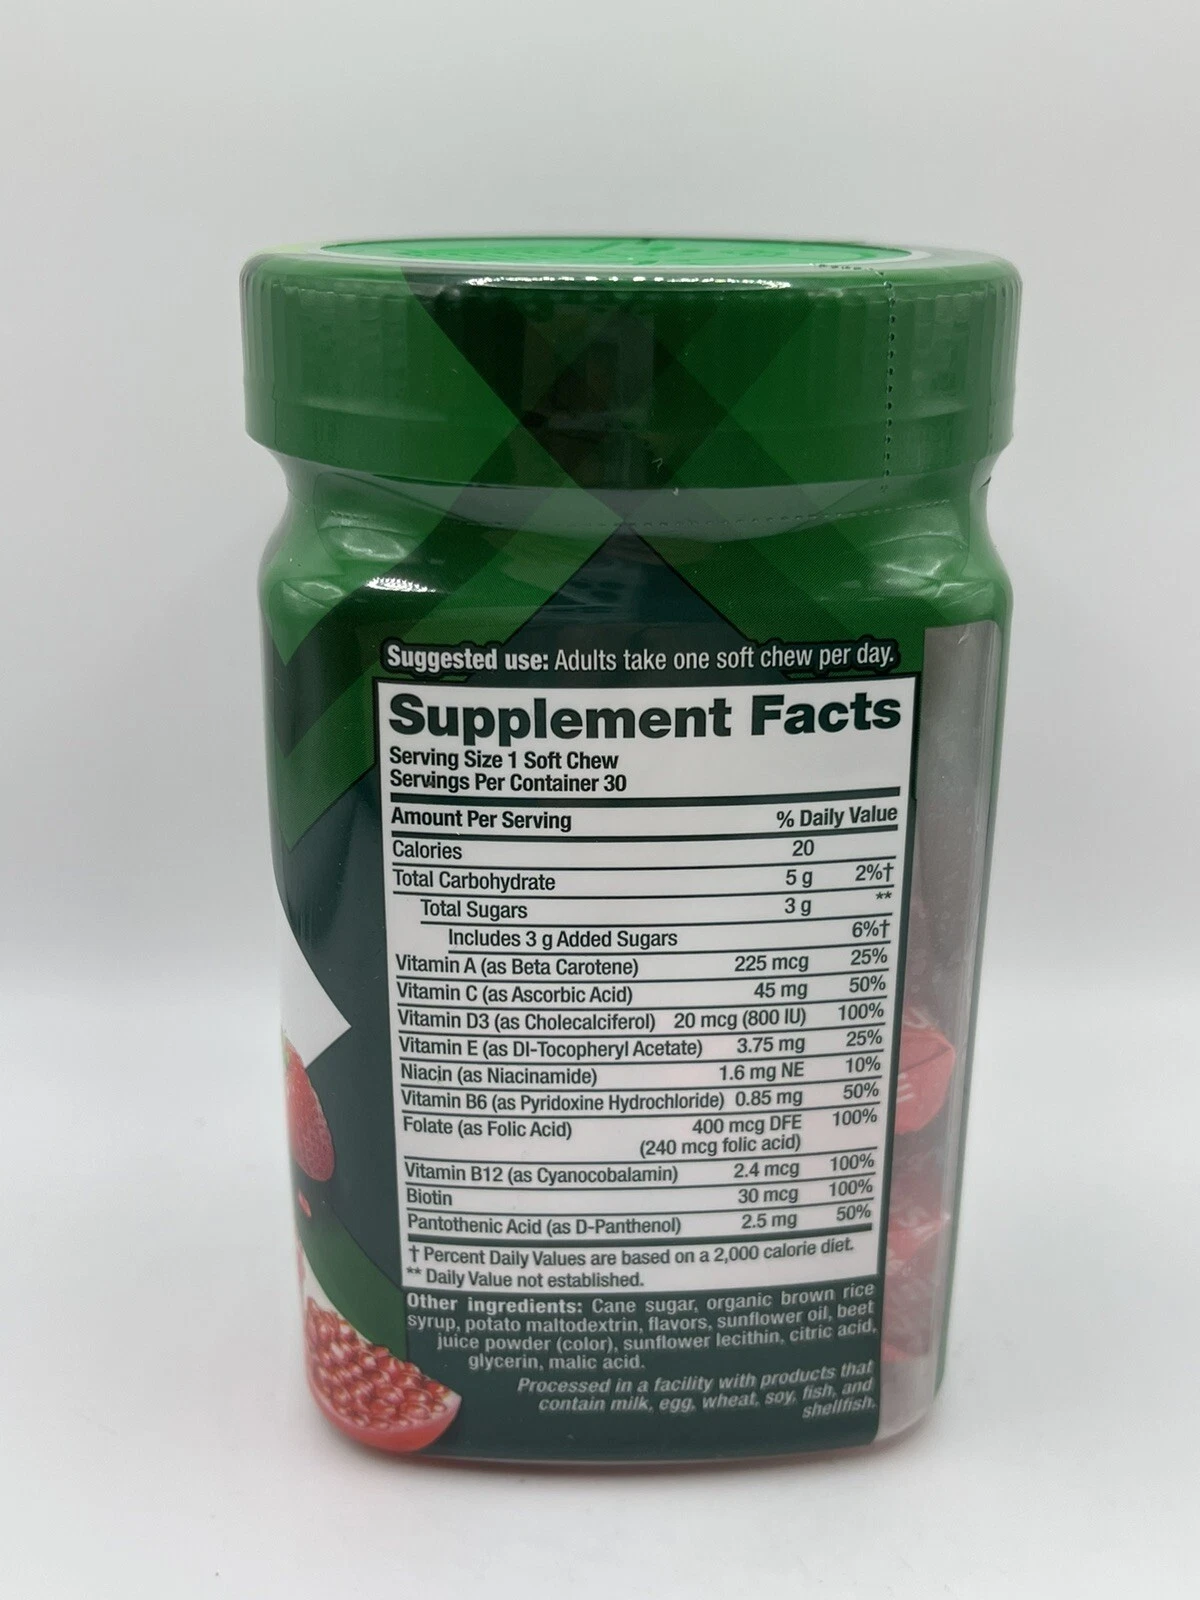 Suggested use: Adults take one soft chew per day.
Supplement Facts
Serving Size 1 Soft Chew
Servings Per Container 30
Amount Per Serving % Daily Value
Calories 20
Total Carbohydrate 5 g 2%†
Total Sugars 3 g **
Includes 3 g Added Sugars 6%†
Vitamin A (as Beta Carotene) 225 mcg 25%
Vitamin C (as Ascorbic Acid) 45 mg 50%
Vitamin D3 (as Cholecalciferol) 20 mcg (800 IU) 100%
Vitamin E (as Dl-Tocopheryl Acetate) 3.75 mg 25%
Niacin (as Niacinamide) 1.6 mg NE 10%
Vitamin B6 (as Pyridoxine Hydrochloride) 0.85 mg 50%
Folate (as Folic Acid) 400 mcg DFE 100%
(240 mcg folic acid)
Vitamin B12 (as Cyanocobalamin) 2.4 mcg 100%
Biotin 30 mcg 100%
Pantothenic Acid (as D-Panthenol) 2.5 mg 50%
† Percent Daily Values are based on a 2,000 calorie diet.
** Daily Value not established.
Other ingredients: Cane sugar, organic brown rice
syrup, potato maltodextrin, flavors, sunflower oil, beet
juice powder (color), sunflower lecithin, citric acid,
glycerin, malic acid.
Processed in a facility with products that
contain milk, egg, wheat, soy, fish, and
shellfish.